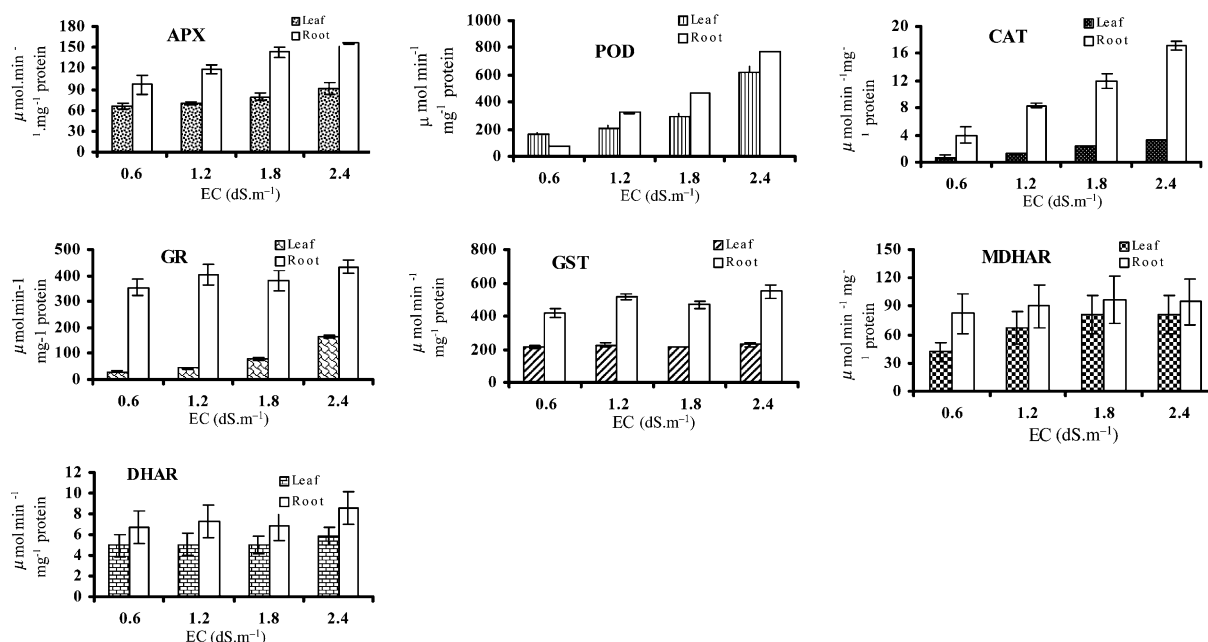 APX
Leaf
Root
180
150
120
90
60
30
0
μmol.min-
1.mg-1 protein
0.6 1.2 1.8 2.4
EC (dS.m–1)
POD
Leaf
Root
1000
800
600
400
200
0
μ mol min-1
mg-1 protein
0.6 1.2 1.8 2.4
EC (dS.m–1)
CAT
Leaf
Root
20
16
12
8
4
0
μ mol min -1mg-
1 protein
0.6 1.2 1.8 2.4
EC (dS.m–1)
GR
Leaf
Root
500
400
300
200
100
0
μ mol min-1
mg-1 protein
0.6 1.2 1.8 2.4
EC (dS.m–1)
GST
Leaf
Root
800
600
400
200
0
μ mol min -1
mg-1 protein
0.6 1.2 1.8 2.4
EC (dS.m–1)
MDHAR
Leaf
Root
150
120
90
60
30
0
μ mol min -1 mg-
1 protein
0.6 1.2 1.8 2.4
EC (dS.m–1)
DHAR
Leaf
Root
12
10
8
6
4
2
0
μ mol min -1
mg-1 protein
0.6 1.2 1.8 2.4
EC (dS.m–1)